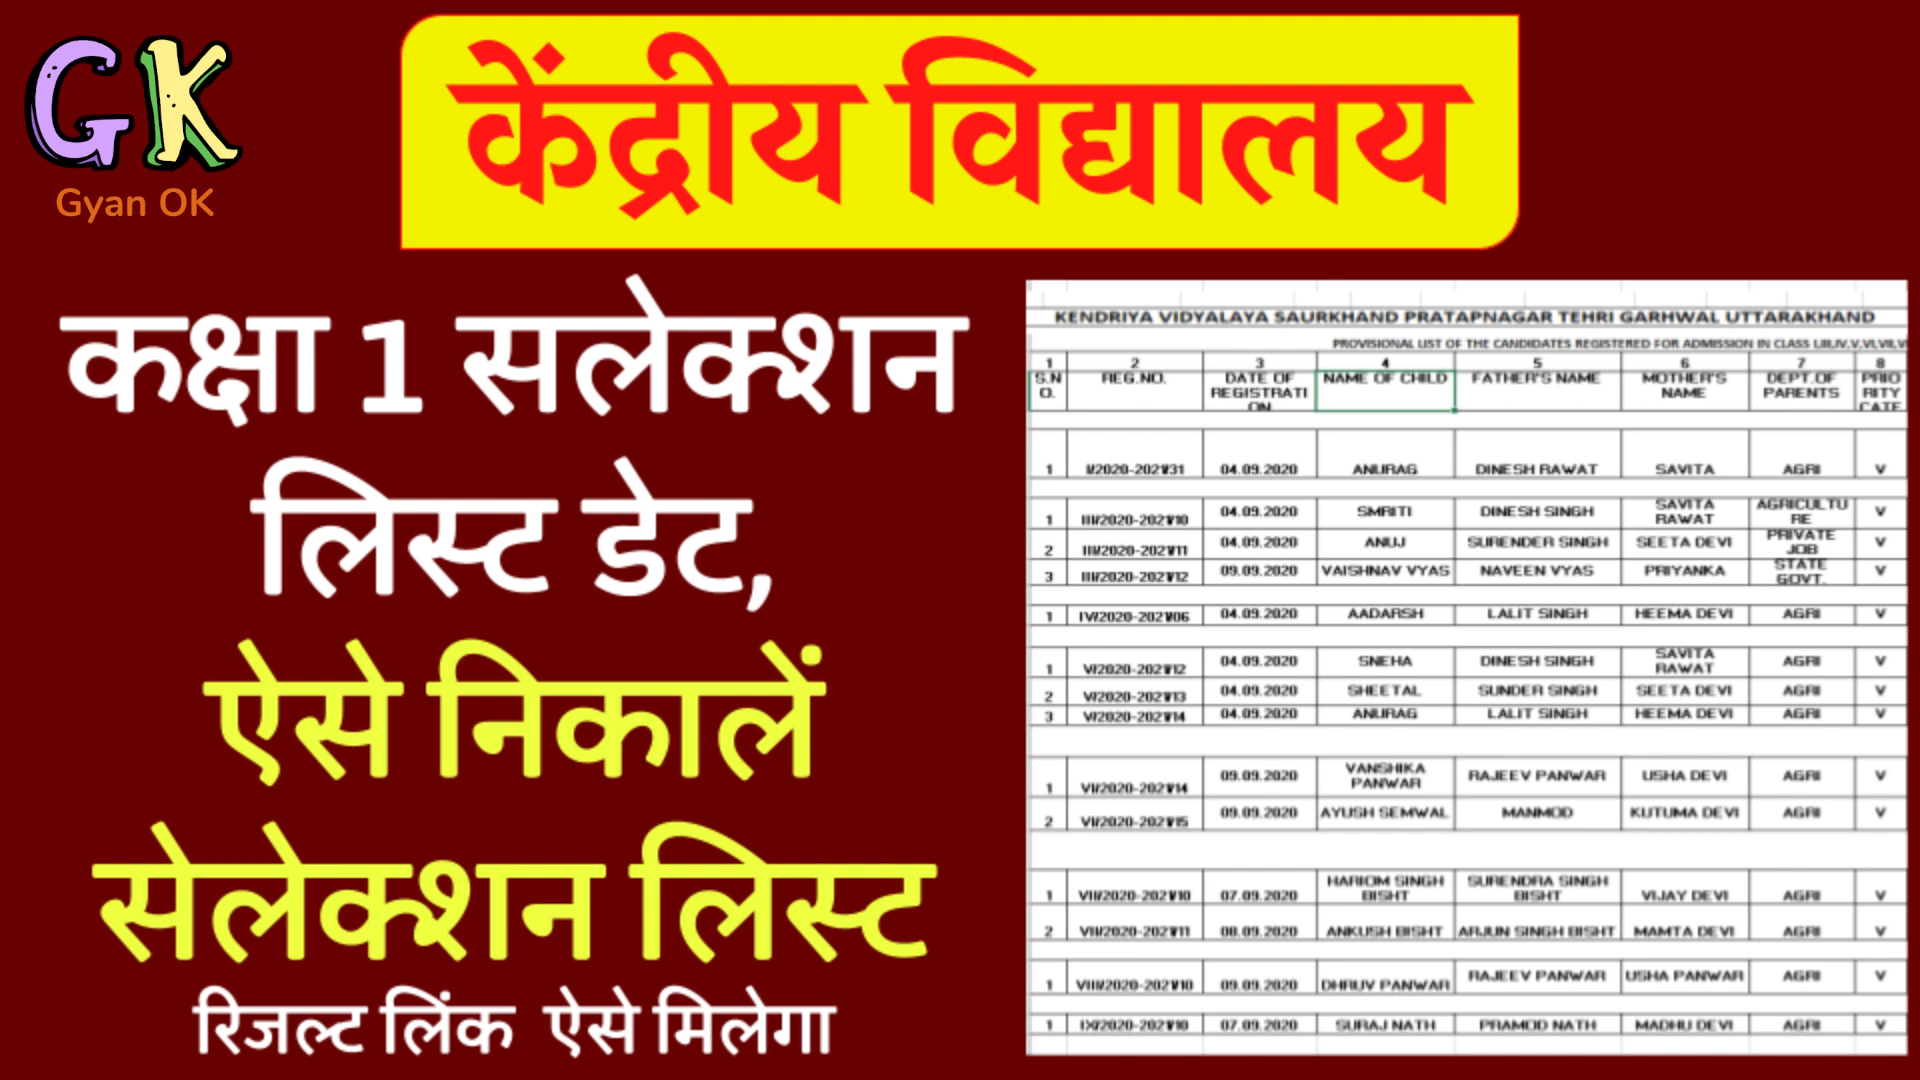 GK
Gyan OK
केंद्रीय विद्यालय
कक्षा 1 सलेक्शन
लिस्ट डेट,
ऐसे निकालें
सेलेक्शन लिस्ट
रिजल्ट लिंक ऐसे मिलेगा
KENDRIYA VIDYALAYA SAURKHAND PRATAPNAGAR TEHRI GARHWAL UTTARAKHAND
PROVISIONAL LIST OF THE CANDIDATES REGISTERED FOR ADMISSION IN CLASS
1 2 3 4 5 6 7 8
S.N REG.NO. DATE OF NAME OF CHILD FATHER'S NAME MOTHER'S DEPT.OF PRIO
O. REGISTRATI NAME PARENTS RITY
ON CATE
1 04.09.2020 ANURAG DINESH RAWAT SAVITA AGRI V
SAVITA AGRICULTU
1 04.09.2020 SMRITI DINESH SINGH RAWAT RE V
PRIVATE
2 04.09.2020 ANUJ SURENDER SINGH SEETA DEVI JOB V
STATE
3 09.09.2020 VAISHNAV VYAS NAVEEN VYAS PRIYANKA GOVT. V
1 04.09.2020 AADARSH LALIT SINGH HEEMA DEVI AGRI V
SAVITA
1 04.09.2020 SNEHA DINESH SINGH RAWAT AGRI V
2 04.09.2020 SHEETAL SUNDER SINGH SEETA DEVI AGRI V
3 04.09.2020 ANURAG LALIT SINGH HEEMA DEVI AGRI V
VANSHIKA
1 09.09.2020 PANWAR RAJEEV PANWAR USHA DEVI AGRI V
2 09.09.2020 AYUSH SEMWAL MANMOD KUTUMA DEVI AGRI V
HARIOM SINGH SURENDRA SINGH
1 07.09.2020 BISHT BISHT VIJAY DEVI AGRI V
2 08.09.2020 ANKUSH BISHT ARJUN SINGH BISHT MAMTA DEVI AGRI V
1 09.09.2020 DHRUV PANWAR RAJEEV PANWAR USHA PANWAR AGRI V
1 07.09.2020 SURAJ NATH PRAMOD NATH MADHU DEVI AGRI V